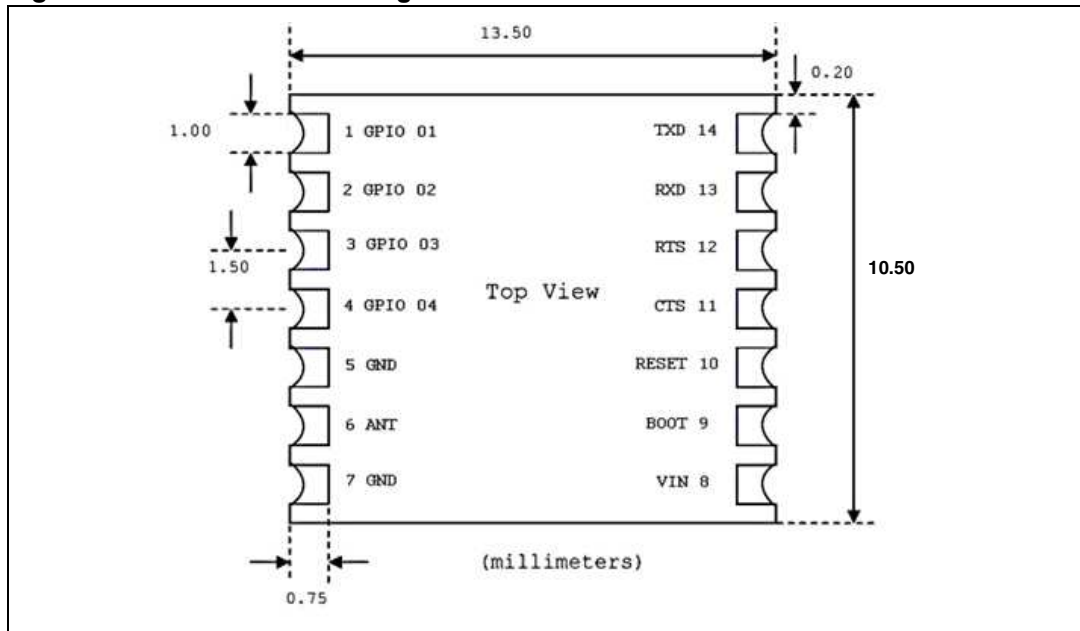 13.50
0.20
1.00
1 GPIO 01
TXD 14
2 GPIO 02
RXD 13
3 GPIO 03
RTS 12
1.50
10.50
Top View
4 GPIO 04
CTS 11
5 GND
RESET 10
6 ANT
BOOT 9
7 GND
VIN 8
(millimeters)
0.75